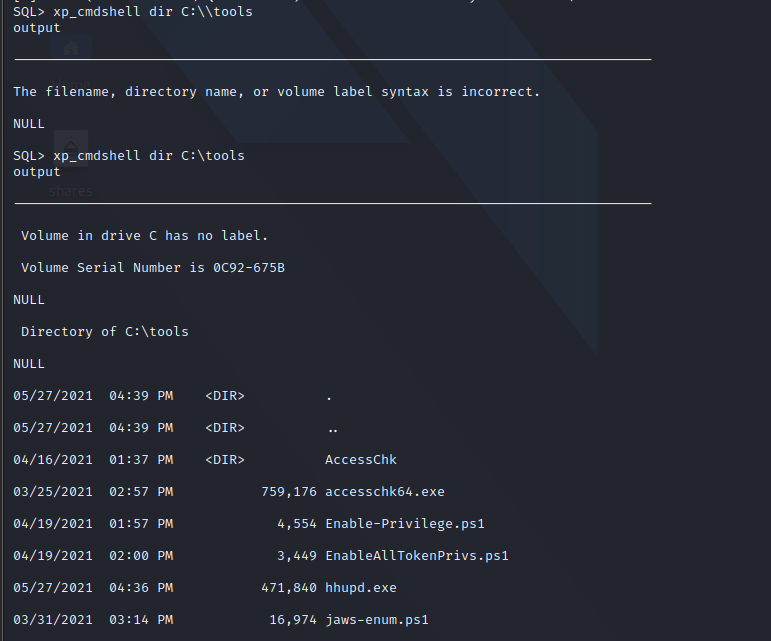 SQL> xp_cmdshell dir C:\\tools
output
The filename, directory name, or volume label syntax is incorrect.
NULL
SQL> xp_cmdshell dir C:\tools
output
shares
 Volume in drive C has no label.
 Volume Serial Number is 0C92-675B
NULL
 Directory of C:\tools
NULL
05/27/2021  04:39 PM    <DIR>          .
05/27/2021  04:39 PM    <DIR>          ..
04/16/2021  01:37 PM    <DIR>          AccessChk
03/25/2021  02:57 PM           759,176 accesschk64.exe
04/19/2021  01:57 PM             4,554 Enable-Privilege.ps1
04/19/2021  02:00 PM             3,449 EnableAllTokenPrivs.ps1
05/27/2021  04:36 PM           471,840 hhupd.exe
03/31/2021  03:14 PM            16,974 jaws-enum.ps1